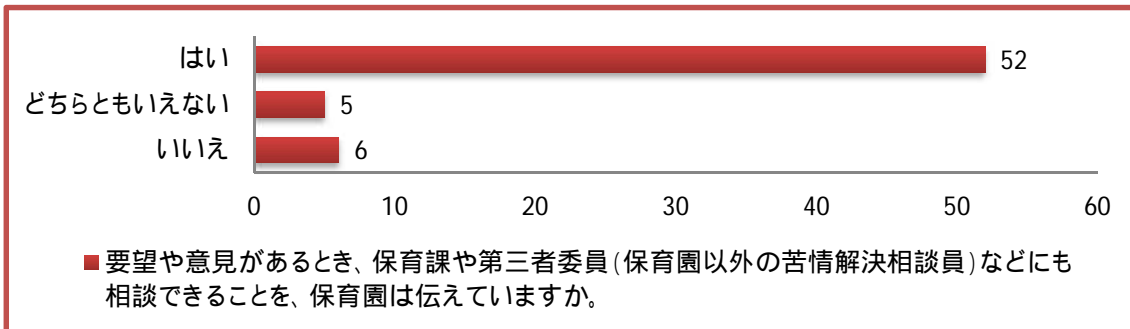 はい
52
どちらともいえない
5
いいえ
6
0 10 20 30 40 50 60
要望や意見があるとき、保育課や第三者委員(保育園以外の苦情解決相談員)などにも
相談できることを、保育園は伝えていますか。